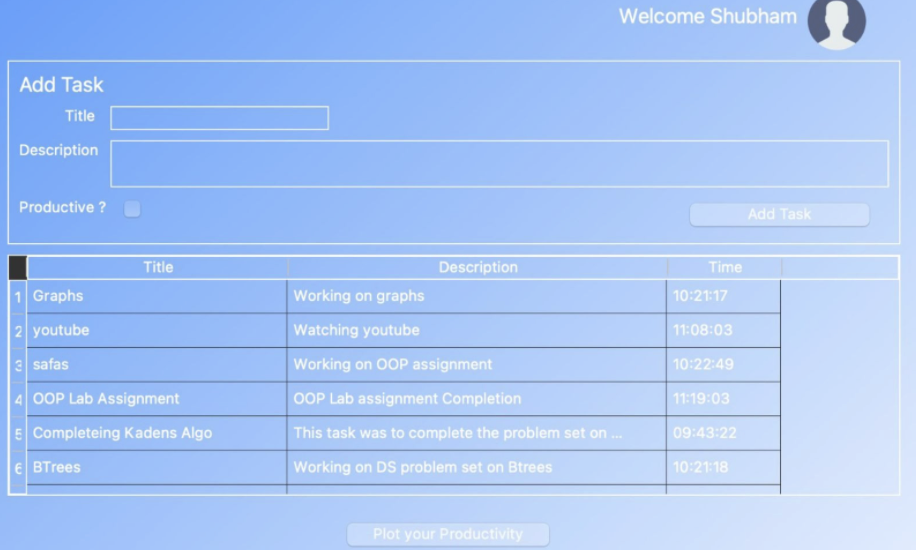 Welcome Shubham
Add Task
Title
Description
Productive ?
Add Task
Title Description Time
1 Graphs Working on graphs 10:21:17
2 youtube Watching youtube 11:08:03
3 safas Working on OOP assignment 10:22:49
4 OOP Lab Assignment OOP Lab assignment Completion 11:19:03
5 Completeing Kadens Algo This task was to complete the problem set on ... 09:43:22
6 BTrees Working on DS problem set on Btrees 10:21:18
Plot your Productivity